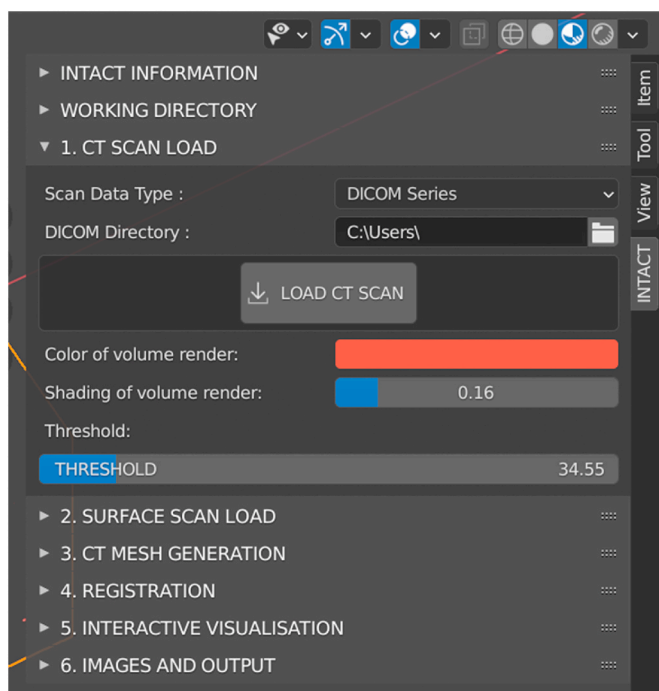 INTACT INFORMATION
WORKING DIRECTORY
1. CT SCAN LOAD
Scan Data Type : DICOM Series
DICOM Directory : C:\Users\
LOAD CT SCAN
Color of volume render:
Shading of volume render: 0.16
Threshold:
THRESHOLD 34.55
2. SURFACE SCAN LOAD
3. CT MESH GENERATION
4. REGISTRATION
5. INTERACTIVE VISUALISATION
6. IMAGES AND OUTPUT
Item
Tool
View
INTACT